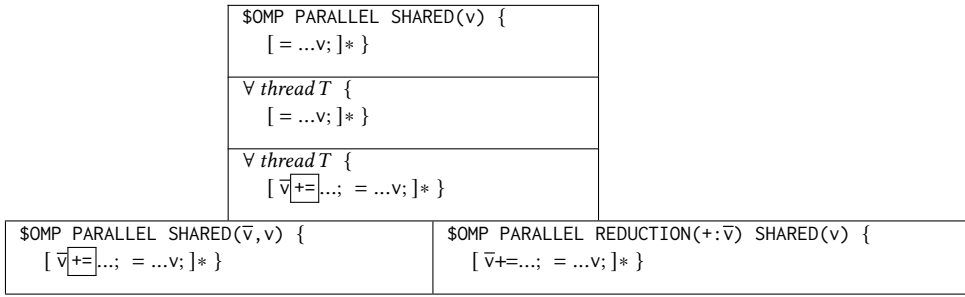 $OMP PARALLEL SHARED(v) {
[ = ...v; ]* }
∀ thread T {
[ = ...v; ]* }
∀ thread T {
[ v̅ += ...; = ...v; ]* }
$OMP PARALLEL SHARED(v̅,v) {
[ v̅ += ...; = ...v; ]* }
$OMP PARALLEL REDUCTION(+:v̅) SHARED(v) {
[ v̅+=...; = ...v; ]* }